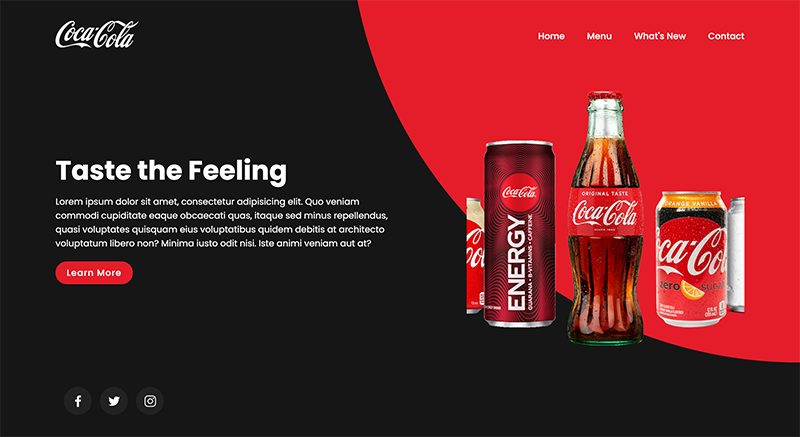 Coca-Cola
Home
Menu
What's New
Contact
Taste the Feeling
Lorem ipsum dolor sit amet, consectetur adipisicing elit. Quo veniam
commodi cupiditate eaque obcaecati quas, itaque sed minus repellendus,
quasi voluptates quisquam eius voluptatibus quidem debitis at architecto
voluptatum libero non? Minima iusto odit nisi. Iste animi veniam aut at?
Learn More
Coca-Cola
ENERGY
GUARANA • B-VITAMINS • CAFFEINE
ORIGINAL TASTE
Coca-Cola
ORANGE VANILLA
Coca-Co
zero SUGAR